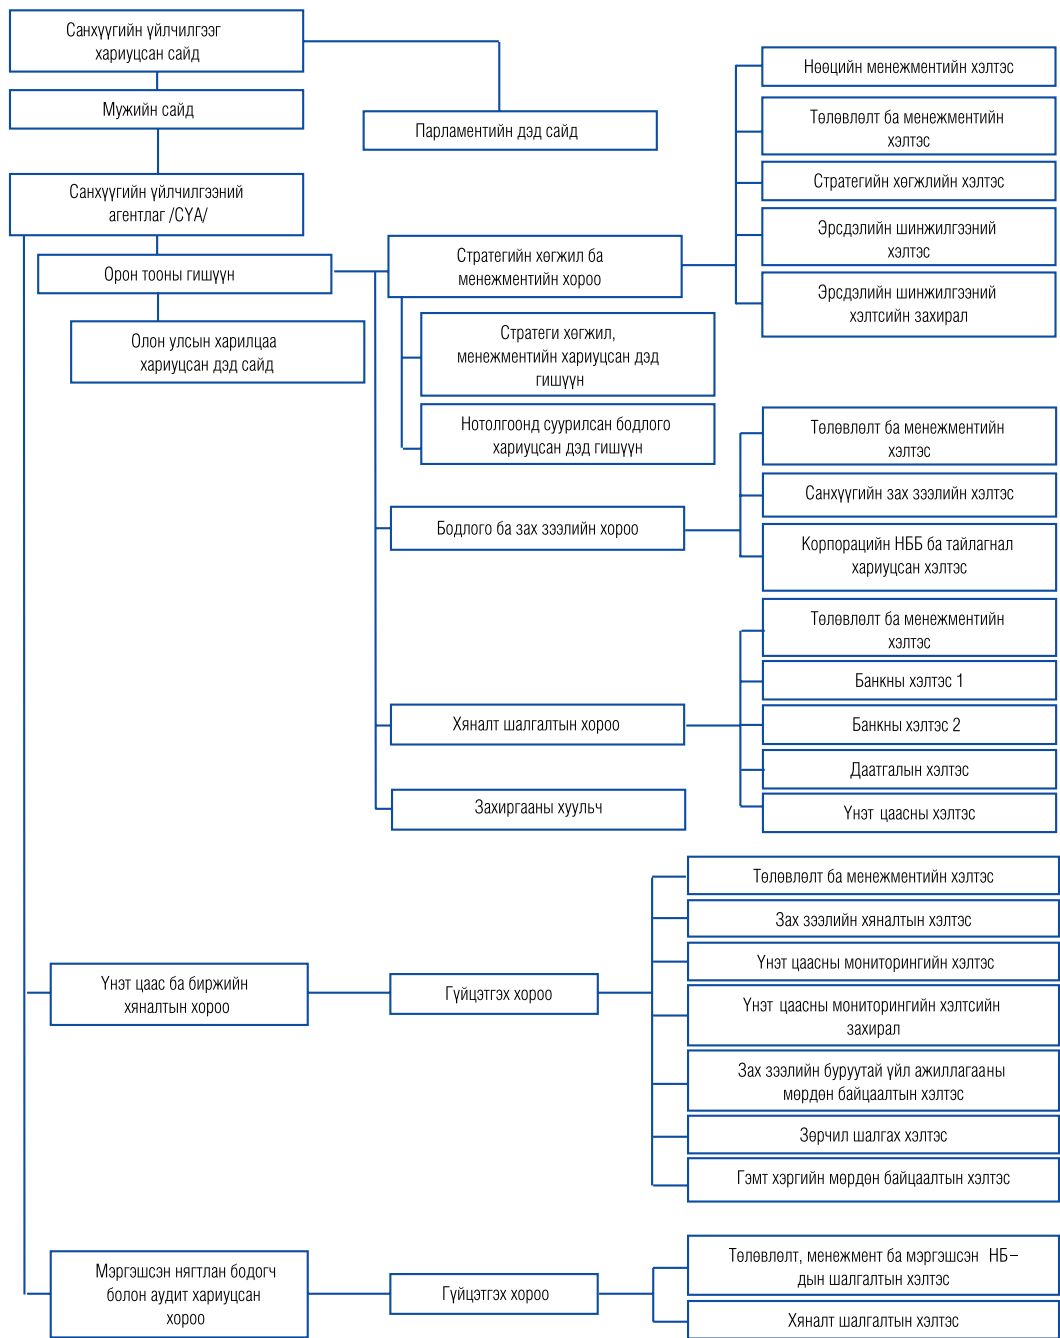 Санхүүгийн үйлчилгээг
хариуцсан сайд
Мужийн сайд
Парламентийн дэд сайд
Санхүүгийн үйлчилгээний
агентлаг /СҮА/
Орон тооны гишүүн
Олон улсын харилцаа
хариуцсан дэд сайд
Стратегийн хөгжил ба
менежментийн хороо
Нөөцийн менежментийн хэлтэс
Төлөвлөлт ба менежментийн
хэлтэс
Стратегийн хөгжлийн хэлтэс
Эрсдэлийн шинжилгээний
хэлтэс
Эрсдэлийн шинжилгээний
хэлтсийн захирал
Стратеги хөгжил,
менежментийн хариуцсан дэд
гишүүн
Нотолгоонд суурилсан бодлого
хариуцсан дэд гишүүн
Бодлого ба зах зээлийн хороо
Төлөвлөлт ба менежментийн
хэлтэс
Санхүүгийн зах зээлийн хэлтэс
Корпорацийн НББ ба тайлагнал
хариуцсан хэлтэс
Хяналт шалгалтын хороо
Төлөвлөлт ба менежментийн
хэлтэс
Банкны хэлтэс 1
Банкны хэлтэс 2
Даатгалын хэлтэс
Үнэт цаасны хэлтэс
Захиргааны хуульч
Үнэт цаас ба биржийн
хяналтын хороо
Гүйцэтгэх хороо
Төлөвлөлт ба менежментийн хэлтэс
Зах зээлийн хяналтын хэлтэс
Үнэт цаасны мониторингийн хэлтэс
Үнэт цаасны мониторингийн хэлтсийн
захирал
Зах зээлийн буруутай үйл ажиллагааны
мөрдөн байцаалтын хэлтэс
Зөрчил шалгах хэлтэс
Гэмт хэргийн мөрдөн байцаалтын хэлтэс
Мэргэшсэн нягтлан бодогч
болон аудит хариуцсан
хороо
Гүйцэтгэх хороо
Төлөвлөлт, менежмент ба мэргэшсэн НБ–
дын шалгалтын хэлтэс
Хяналт шалгалтын хэлтэс